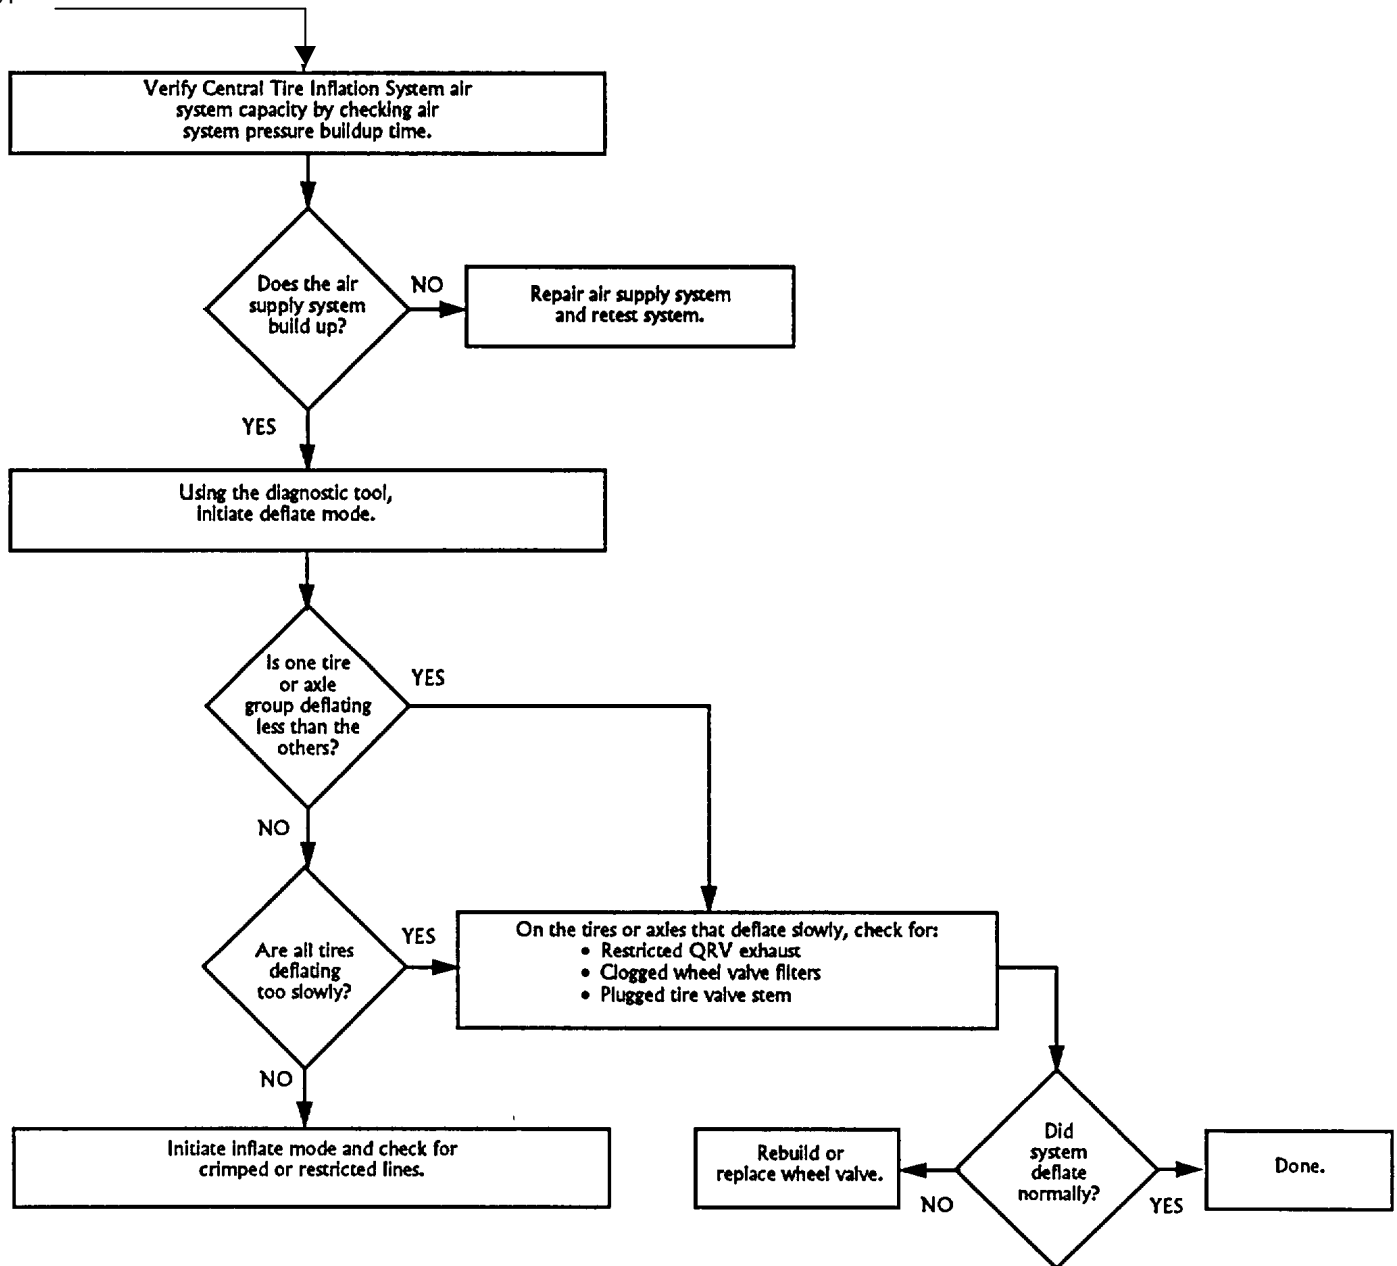 Verify Central Tire Inflation System air
system capacity by checking air
system pressure buildup time.
Does the air
supply system
build up?
NO
Repair air supply system
and retest system.
YES
Using the diagnostic tool,
initiate deflate mode.
Is one tire
or axle
group deflating
less than the
others?
YES
NO
Are all tires
deflating
too slowly?
YES
On the tires or axles that deflate slowly, check for:
• Restricted QRV exhaust
• Clogged wheel valve filters
• Plugged tire valve stem
NO
Initiate inflate mode and check for
crimped or restricted lines.
Did
system
deflate
normally?
NO
Rebuild or
replace wheel valve.
YES
Done.